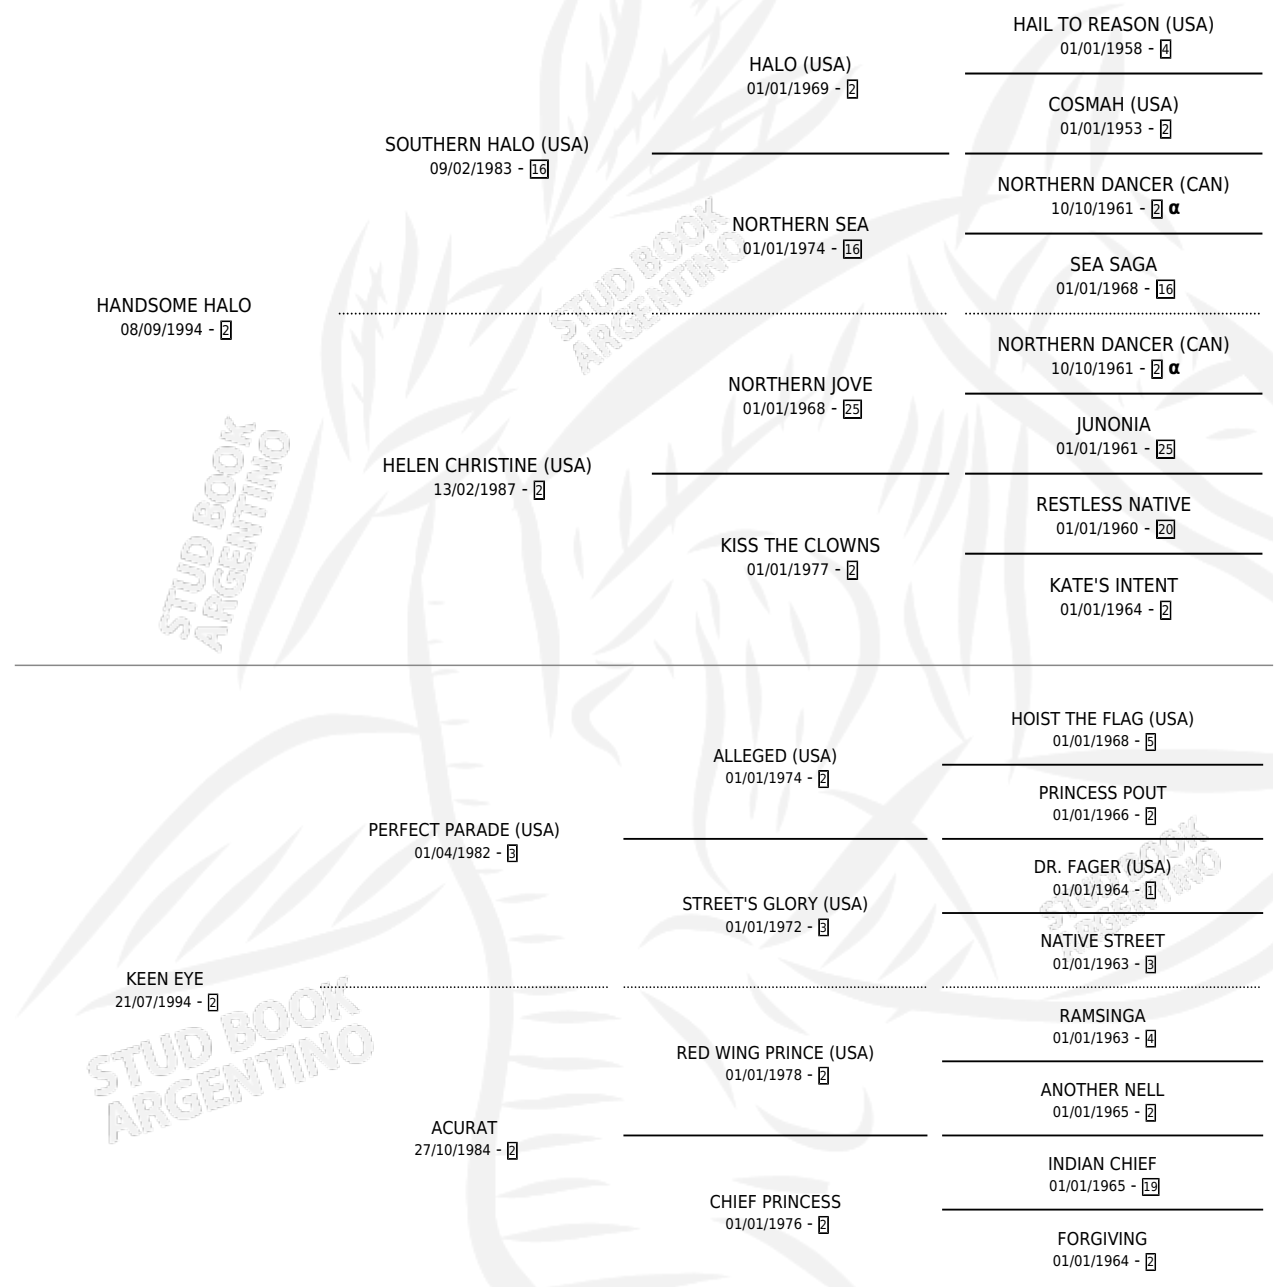 HAIL TO REASON (USA)
01/01/1958 - 4
HALO (USA)
01/01/1969 - 2
COSMAH (USA)
01/01/1953 - 2
SOUTHERN HALO (USA)
09/02/1983 - 16
NORTHERN DANCER (CAN)
10/10/1961 - 2 α
NORTHERN SEA
01/01/1974 - 16
SEA SAGA
01/01/1968 - 16
STUD BOOK
ARGENTINO
HANDSOME HALO
08/09/1994 - 2
NORTHERN DANCER (CAN)
10/10/1961 - 2 α
NORTHERN JOVE
01/01/1968 - 25
JUNONIA
01/01/1961 - 25
HELEN CHRISTINE (USA)
13/02/1987 - 2
RESTLESS NATIVE
01/01/1960 - 20
KISS THE CLOWNS
01/01/1977 - 2
KATE'S INTENT
01/01/1964 - 2
STUD BOOK
ARGENTINO
HOIST THE FLAG (USA)
01/01/1968 - 5
ALLEGED (USA)
01/01/1974 - 2
PRINCESS POUT
01/01/1966 - 2
PERFECT PARADE (USA)
01/04/1982 - 3
DR. FAGER (USA)
01/01/1964 - 1
STREET'S GLORY (USA)
01/01/1972 - 3
NATIVE STREET
01/01/1963 - 3
STUD BOOK
ARGENTINO
KEEN EYE
21/07/1994 - 2
RAMSINGA
01/01/1963 - 4
RED WING PRINCE (USA)
01/01/1978 - 2
ANOTHER NELL
01/01/1965 - 2
STUD BOOK
ARGENTINO
ACURAT
27/10/1984 - 2
INDIAN CHIEF
01/01/1965 - 19
CHIEF PRINCESS
01/01/1976 - 2
FORGIVING
01/01/1964 - 2